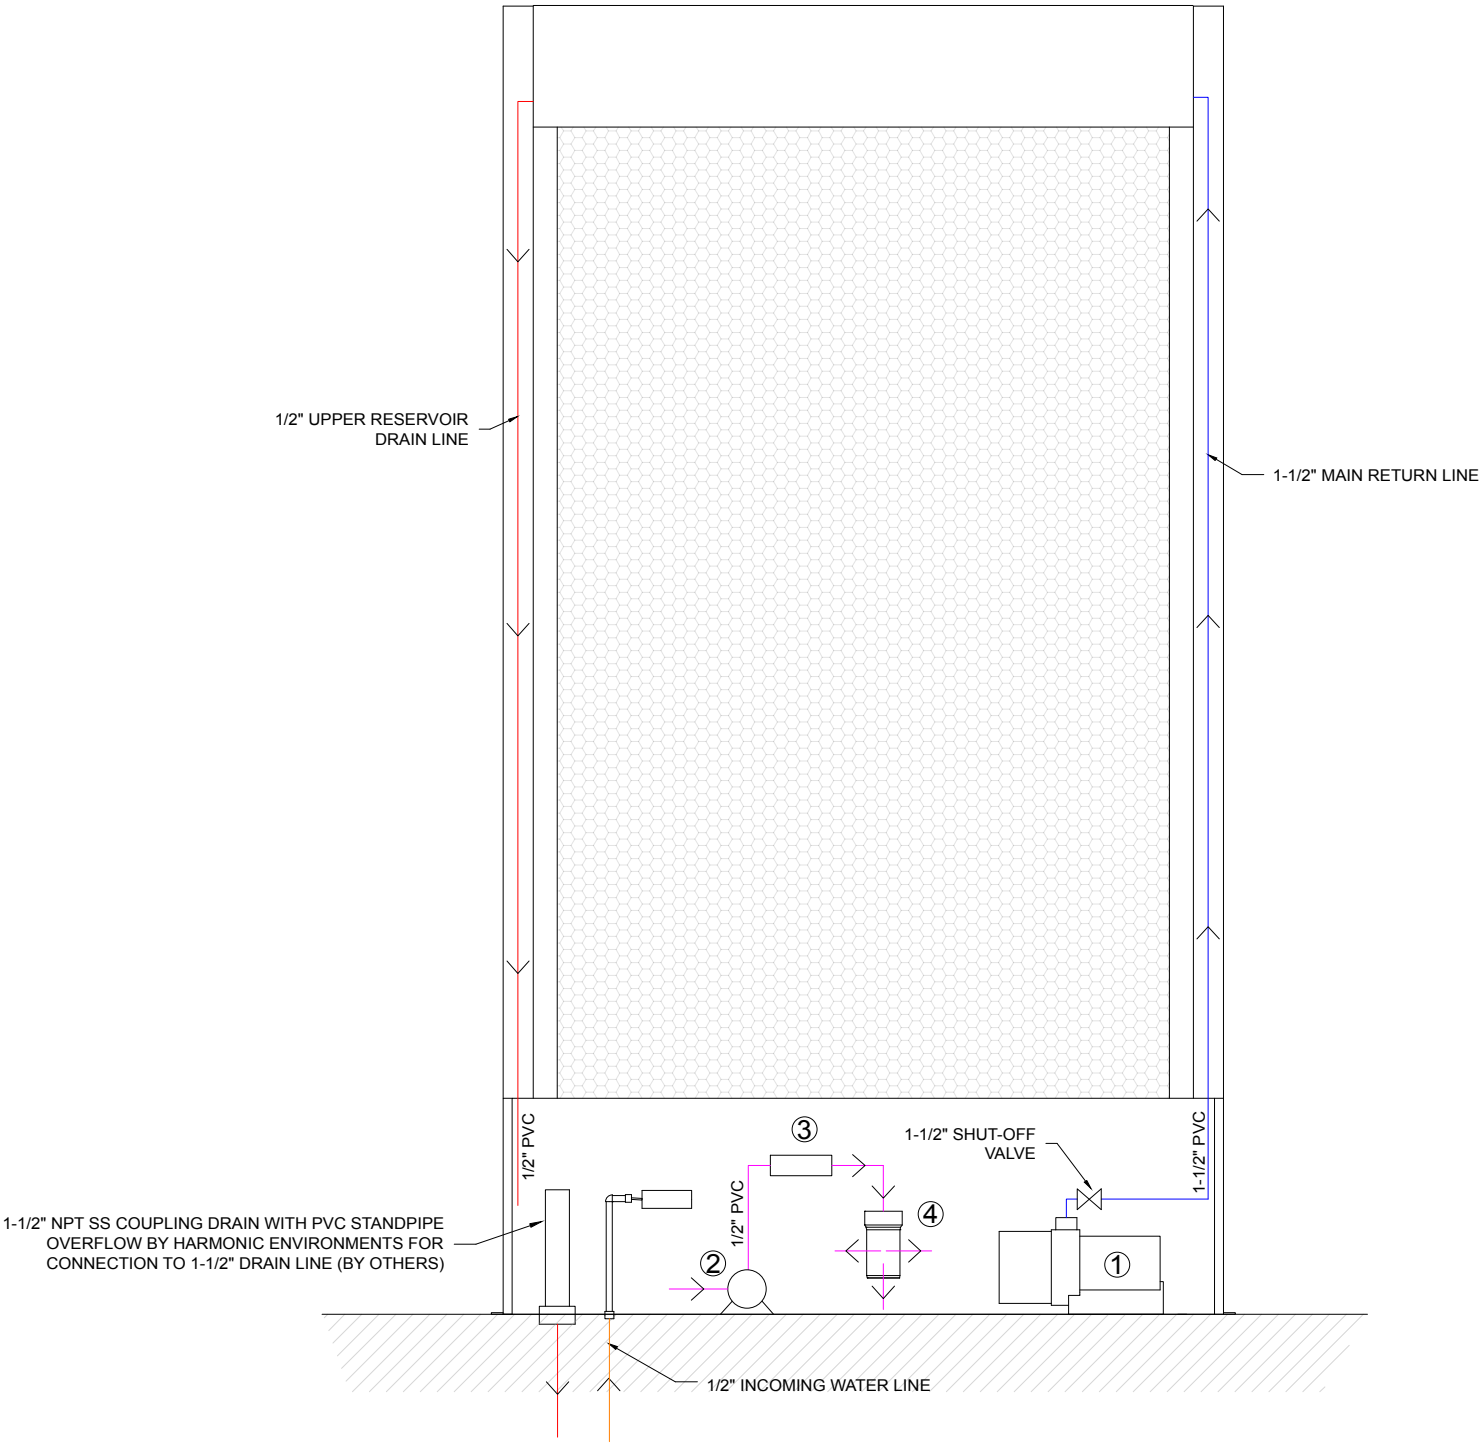 1/2" UPPER RESERVOIR
DRAIN LINE
1-1/2" MAIN RETURN LINE
1/2" PVC
3
1-1/2" SHUT-OFF
VALVE
1-1/2" PVC
1-1/2" NPT SS COUPLING DRAIN WITH PVC STANDPIPE
OVERFLOW BY HARMONIC ENVIRONMENTS FOR
CONNECTION TO 1-1/2" DRAIN LINE (BY OTHERS)
1/2" PVC
4
2
1
1/2" INCOMING WATER LINE